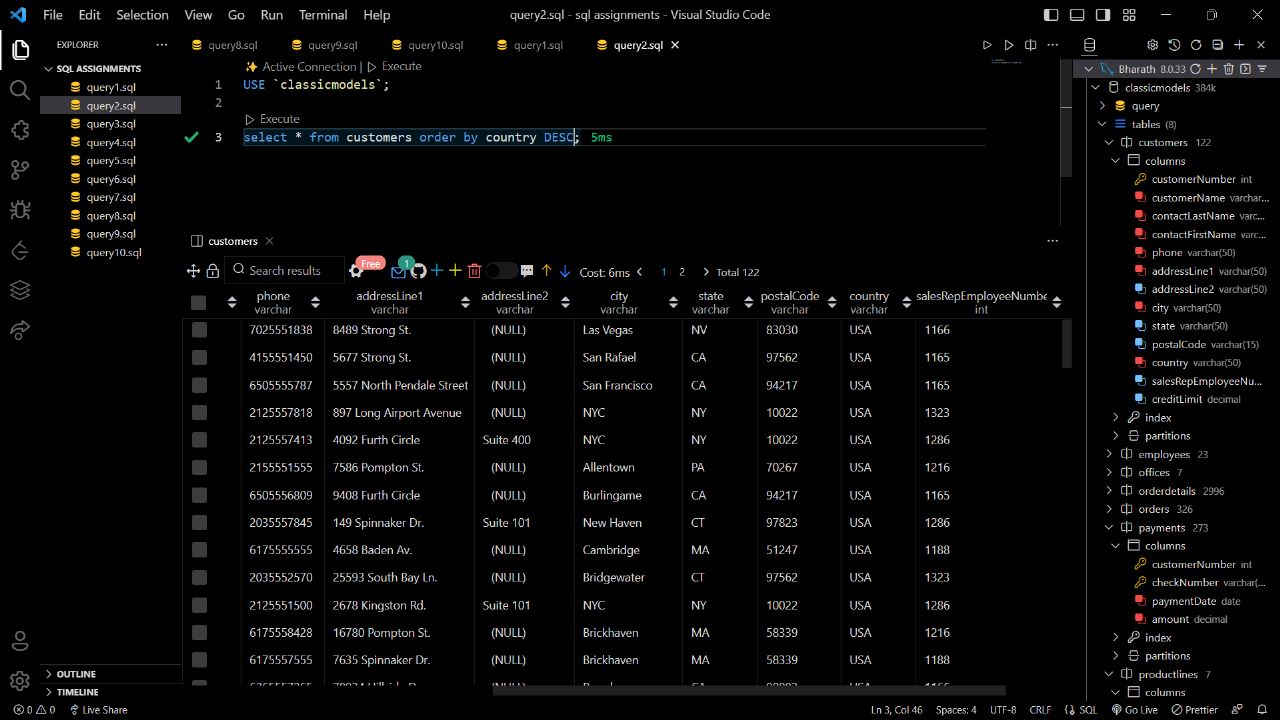 File Edit Selection View Go Run Terminal Help
query2.sql - sql assignments - Visual Studio Code
EXPLORER
SQL ASSIGNMENTS
query1.sql
query2.sql
query3.sql
query4.sql
query5.sql
query6.sql
query7.sql
query8.sql
query9.sql
query10.sql
OUTLINE
TIMELINE
query8.sql query9.sql query10.sql query1.sql query2.sql
Active Connection | Execute
1 USE `classicmodels`;
2
Execute
3 select * from customers order by country DESC; 5ms
customers
Search results Free 1 Cost: 6ms 1 2 Total 122
phone addressLine1 addressLine2 city state postalCode country salesRepEmployeeNumbe
varchar varchar varchar varchar varchar varchar varchar int
7025551838 8489 Strong St. (NULL) Las Vegas NV 83030 USA 1166
4155551450 5677 Strong St. (NULL) San Rafael CA 97562 USA 1165
6505555787 5557 North Pendale Street (NULL) San Francisco CA 94217 USA 1165
2125557818 897 Long Airport Avenue (NULL) NYC NY 10022 USA 1323
2125557413 4092 Furth Circle Suite 400 NYC NY 10022 USA 1286
2155551555 7586 Pompton St. (NULL) Allentown PA 70267 USA 1216
6505556809 9408 Furth Circle (NULL) Burlingame CA 94217 USA 1165
2035557845 149 Spinnaker Dr. Suite 101 New Haven CT 97823 USA 1286
6175555555 4658 Baden Av. (NULL) Cambridge MA 51247 USA 1188
2035552570 25593 South Bay Ln. (NULL) Bridgewater CT 97562 USA 1323
2125551500 2678 Kingston Rd. Suite 101 NYC NY 10022 USA 1286
6175558428 16780 Pompton St. (NULL) Brickhaven MA 58339 USA 1216
6175557555 7635 Spinnaker Dr. (NULL) Brickhaven MA 58339 USA 1188
Bharath 8.0.33
classicmodels 384k
query
tables (8)
customers 122
columns
customerNumber int
customerName varchar...
contactLastName varc...
contactFirstName varc...
phone varchar(50)
addressLine1 varchar(50)
addressLine2 varchar(50)
city varchar(50)
state varchar(50)
postalCode varchar(15)
country varchar(50)
salesRepEmployeeNu...
creditLimit decimal
index
partitions
employees 23
offices 7
orderdetails 2996
orders 326
payments 273
columns
customerNumber int
checkNumber varchar(...
paymentDate date
amount decimal
index
partitions
productlines 7
columns
0 0 Live Share
Ln 3, Col 46 Spaces: 4 UTF-8 CRLF SQL Go Live Prettier